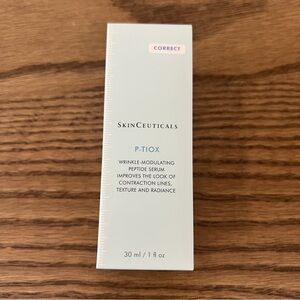 CORRECT
SKINCEUTICALS
P-TIOX
WRINKLE-MODULATING
PEPTIDE SERUM
IMPROVES THE LOOK OF
CONTRACTION LINES,
TEXTURE AND RADIANCE
30 ml / 1 fl oz